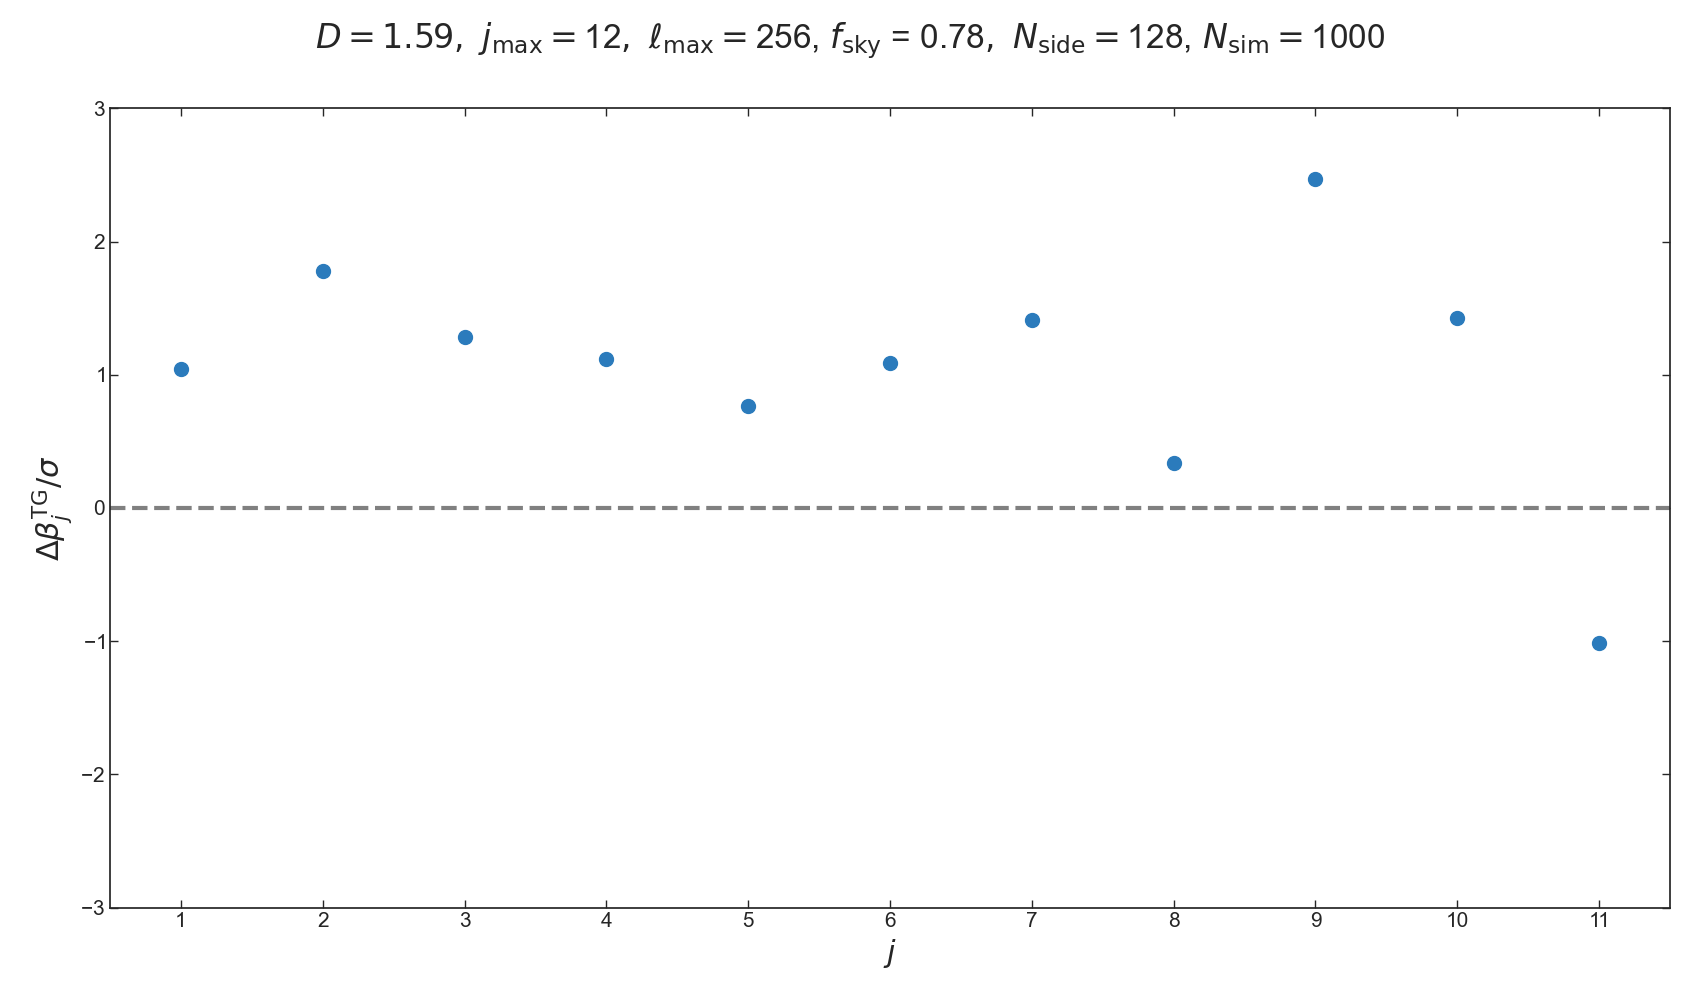 D = 1.59, j_max = 12, ℓ_max = 256, f_sky = 0.78, N_side = 128, N_sim = 1000
3
2
1
0
−1
−2
−3
Δβ_j^TG/σ
1 2 3 4 5 6 7 8 9 10 11
j